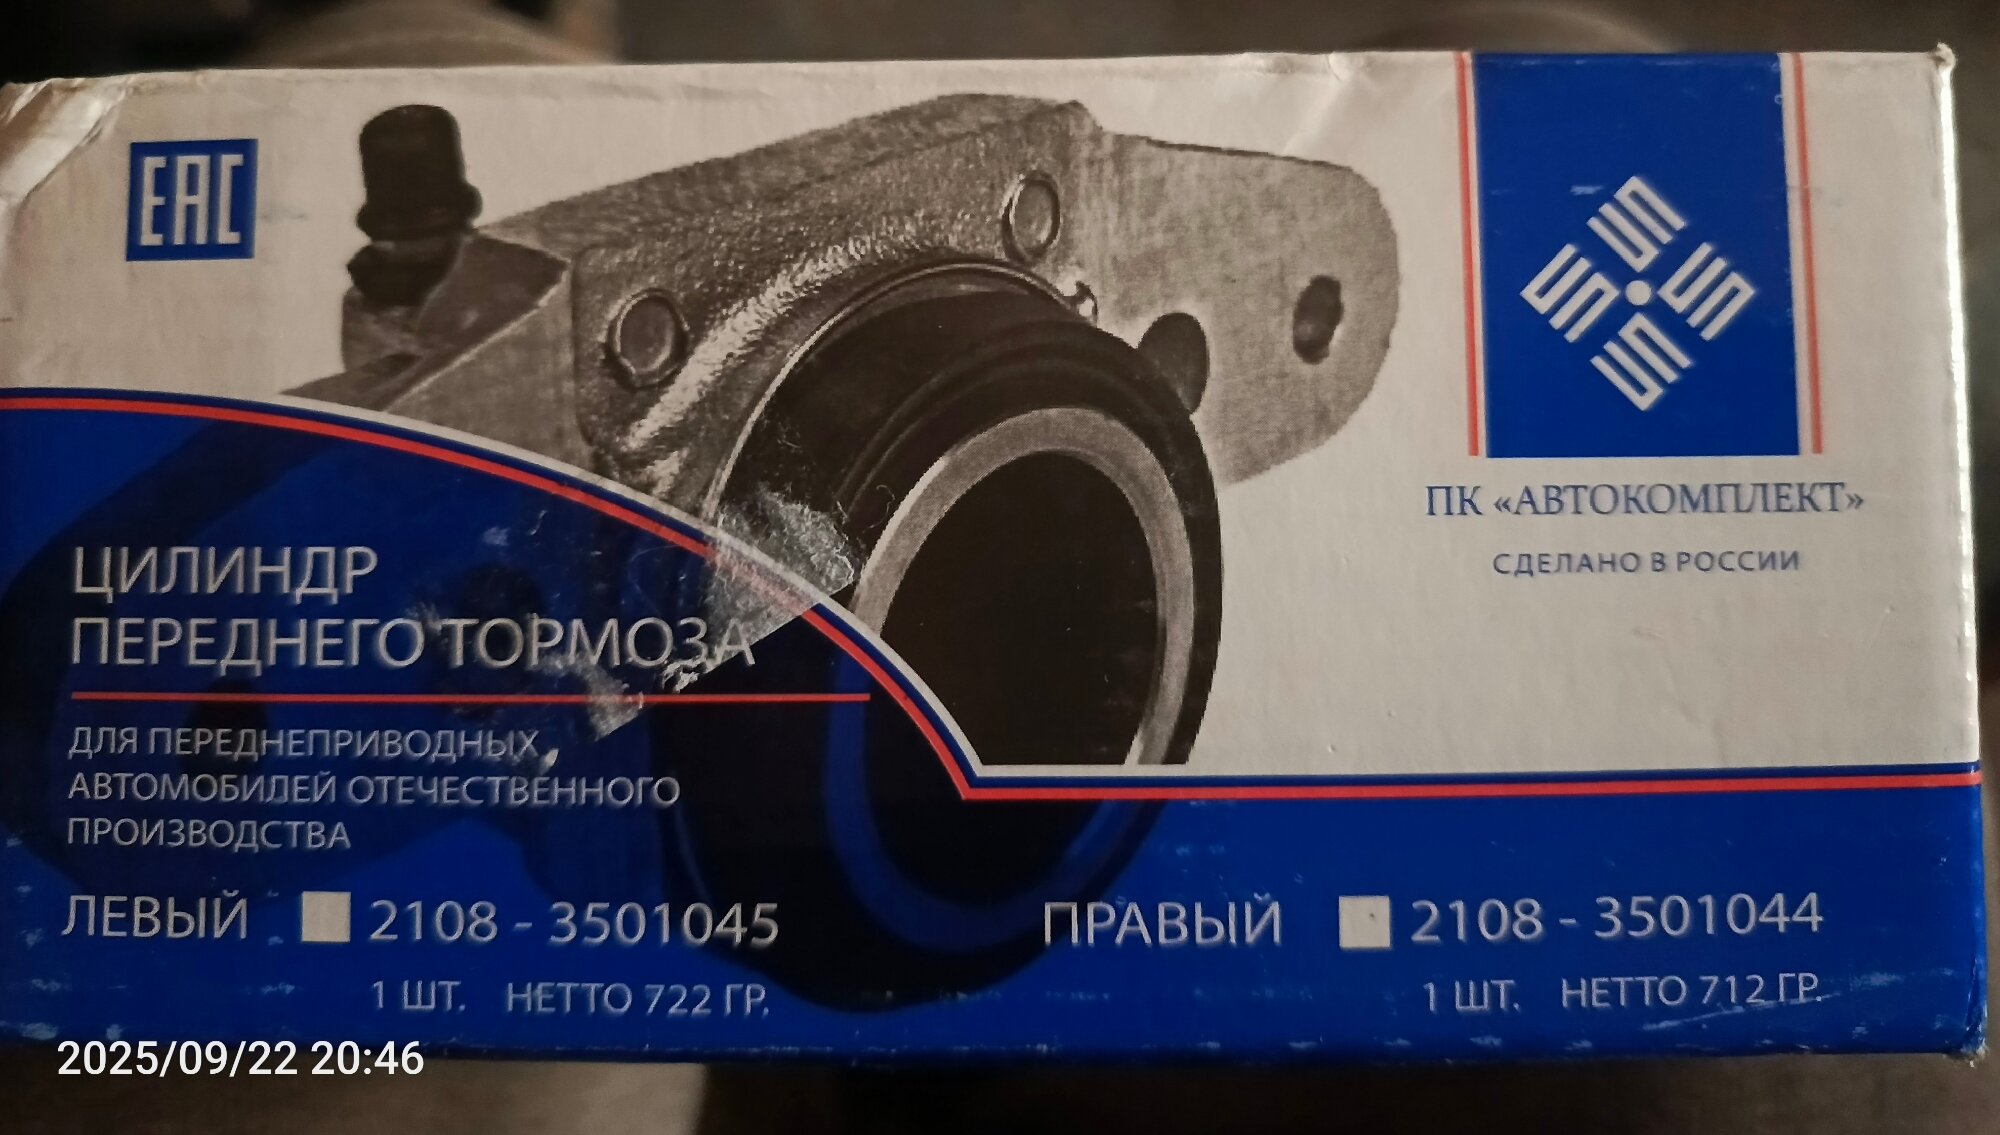 EAC
ПК «АВТОКОМПЛЕКТ»
СДЕЛАНО В РОССИИ
ЦИЛИНДР
ПЕРЕДНЕГО ТОРМОЗА
ДЛЯ ПЕРЕДНЕПРИВОДНЫХ
АВТОМОБИЛЕЙ ОТЕЧЕСТВЕННОГО
ПРОИЗВОДСТВА
ЛЕВЫЙ 2108 - 3501045
1 ШТ. НЕТТО 722 ГР.
ПРАВЫЙ 2108 - 3501044
1 ШТ. НЕТТО 712 ГР.
2025/09/22 20:46